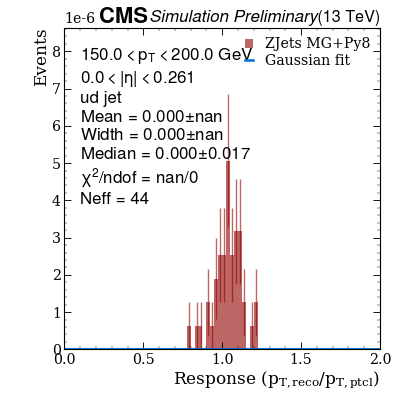 1e-6 CMS Simulation Preliminary (13 TeV)
Events
150.0 < p_T < 200.0 GeV
0.0 < |η| < 0.261
ud jet
Mean = 0.000±nan
Width = 0.000±nan
Median = 0.000±0.017
χ²/ndof = nan/0
Neff = 44
ZJets MG+Py8
Gaussian fit
8
7
6
5
4
3
2
1
0
0.0 0.5 1.0 1.5 2.0
Response (p_T,reco/p_T,ptcl)